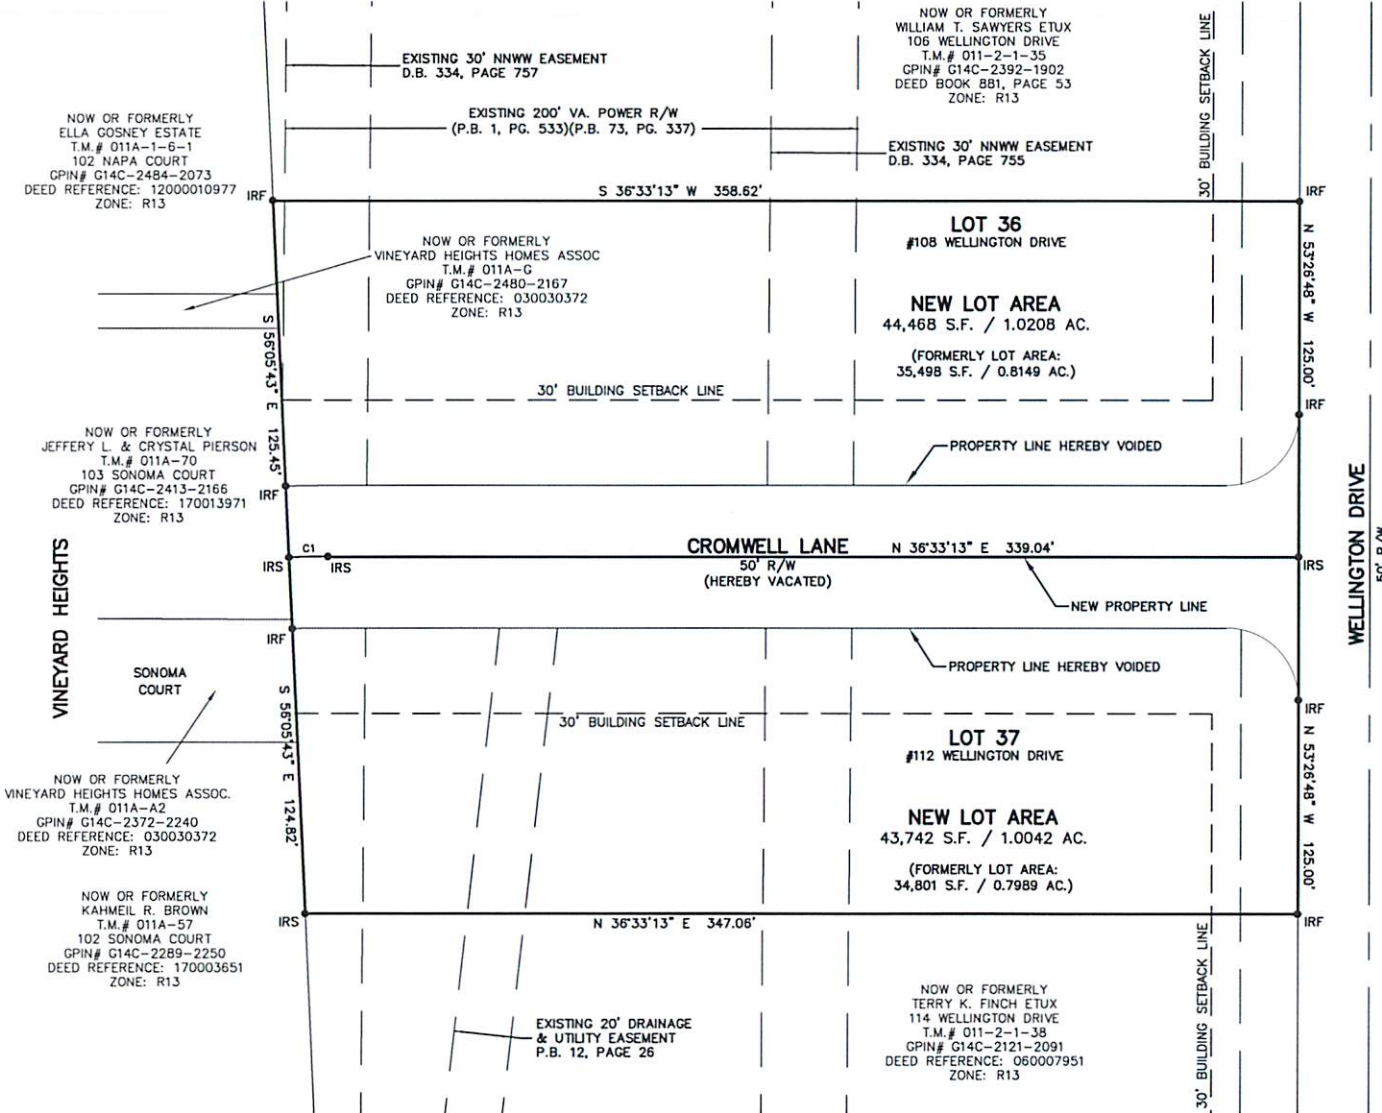 NOW OR FORMERLY
WILLIAM T. SAWYERS ETUX
106 WELLINGTON DRIVE
T.M.# 011-2-1-35
GPIN# G14C-2392-1902
DEED BOOK 881, PAGE 53
ZONE: R13
30' BUILDING SETBACK LINE
EXISTING 30' NNWW EASEMENT
D.B. 334, PAGE 757
EXISTING 200' VA. POWER R/W
(P.B. 1, PG. 533)(P.B. 73, PG. 337)
EXISTING 30' NNWW EASEMENT
D.B. 334, PAGE 755
NOW OR FORMERLY
ELLA GOSNEY ESTATE
T.M.# 011A-1-6-1
102 NAPA COURT
GPIN# G14C-2484-2073
DEED REFERENCE: 12000010977
ZONE: R13
IRF
S 36°33'13" W 358.62'
IRF
LOT 36
#108 WELLINGTON DRIVE
NOW OR FORMERLY
VINEYARD HEIGHTS HOMES ASSOC
T.M.# 011A-G
GPIN# G14C-2480-2167
DEED REFERENCE: 030030372
ZONE: R13
NEW LOT AREA
44,468 S.F. / 1.0208 AC.
(FORMERLY LOT AREA:
35,498 S.F. / 0.8149 AC.)
N 53°26'48" W 125.00'
S 56°05'43" E 125.45'
30' BUILDING SETBACK LINE
IRF
NOW OR FORMERLY
JEFFERY L. & CRYSTAL PIERSON
T.M.# 011A-70
103 SONOMA COURT
GPIN# G14C-2413-2166
DEED REFERENCE: 170013971
ZONE: R13
IRF
PROPERTY LINE HEREBY VOIDED
WELLINGTON DRIVE
50' R/W
VINEYARD HEIGHTS
IRS
C1
IRS
CROMWELL LANE
50' R/W
(HEREBY VACATED)
N 36°33'13" E 339.04'
IRS
NEW PROPERTY LINE
IRF
PROPERTY LINE HEREBY VOIDED
SONOMA
COURT
S 56°05'43" E 124.82'
30' BUILDING SETBACK LINE
IRF
LOT 37
#112 WELLINGTON DRIVE
N 53°26'48" W 125.00'
NOW OR FORMERLY
VINEYARD HEIGHTS HOMES ASSOC.
T.M.# 011A-A2
GPIN# G14C-2372-2240
DEED REFERENCE: 030030372
ZONE: R13
NEW LOT AREA
43,742 S.F. / 1.0042 AC.
(FORMERLY LOT AREA:
34,801 S.F. / 0.7989 AC.)
NOW OR FORMERLY
KAHMEIL R. BROWN
T.M.# 011A-57
102 SONOMA COURT
GPIN# G14C-2289-2250
DEED REFERENCE: 170003651
ZONE: R13
IRS
N 36°33'13" E 347.06'
IRF
30' BUILDING SETBACK LINE
EXISTING 20' DRAINAGE
& UTILITY EASEMENT
P.B. 12, PAGE 26
NOW OR FORMERLY
TERRY K. FINCH ETUX
114 WELLINGTON DRIVE
T.M.# 011-2-1-38
GPIN# G14C-2121-2091
DEED REFERENCE: 060007951
ZONE: R13